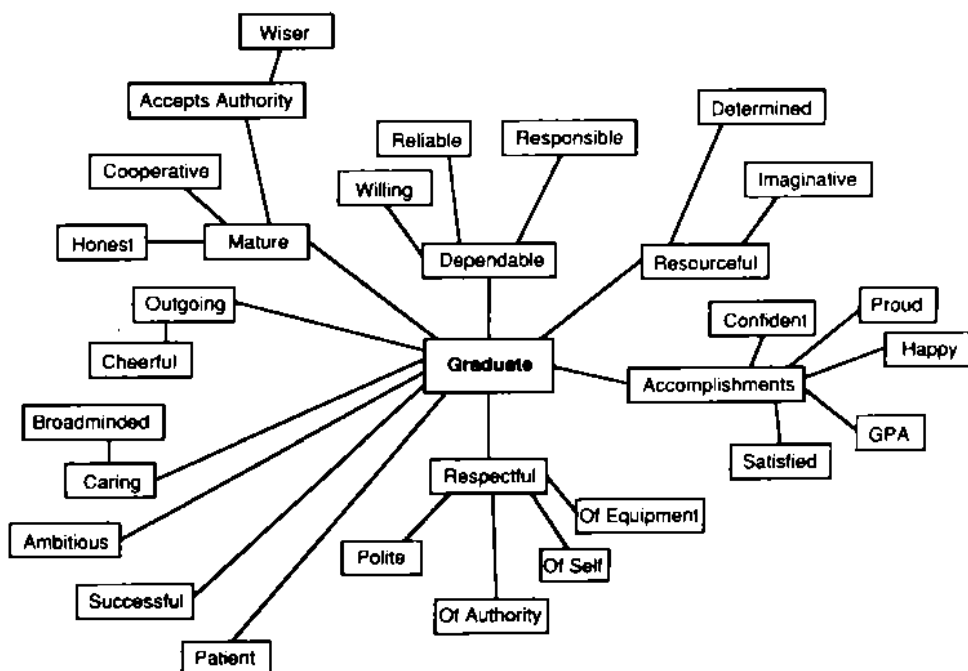 Wiser
Accepts Authority
Determined
Reliable
Responsible
Cooperative
Willing
Imaginative
Honest
Mature
Dependable
Resourceful
Outgoing
Proud
Confident
Cheerful
Graduate
Happy
Accomplishments
Broadminded
GPA
Satisfied
Caring
Respectful
Of Equipment
Ambitious
Polite
Of Self
Successful
Of Authority
Patient